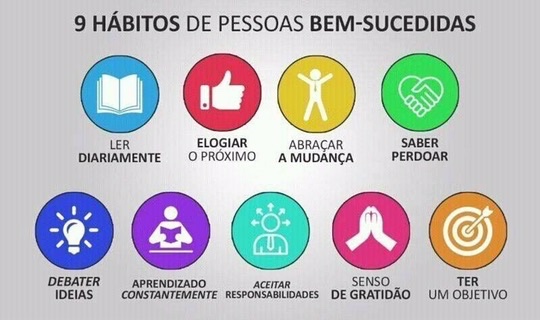 9 HÁBITOS DE PESSOAS BEM-SUCEDIDAS
LER
DIARIAMENTE
ELOGIAR
O PRÓXIMO
ABRAÇAR
A MUDANÇA
SABER
PERDOAR
DEBATER
IDEIAS
APRENDIZADO
CONSTANTEMENTE
ACEITAR
RESPONSABILIDADES
SENSO
DE GRATIDÃO
TER
UM OBJETIVO